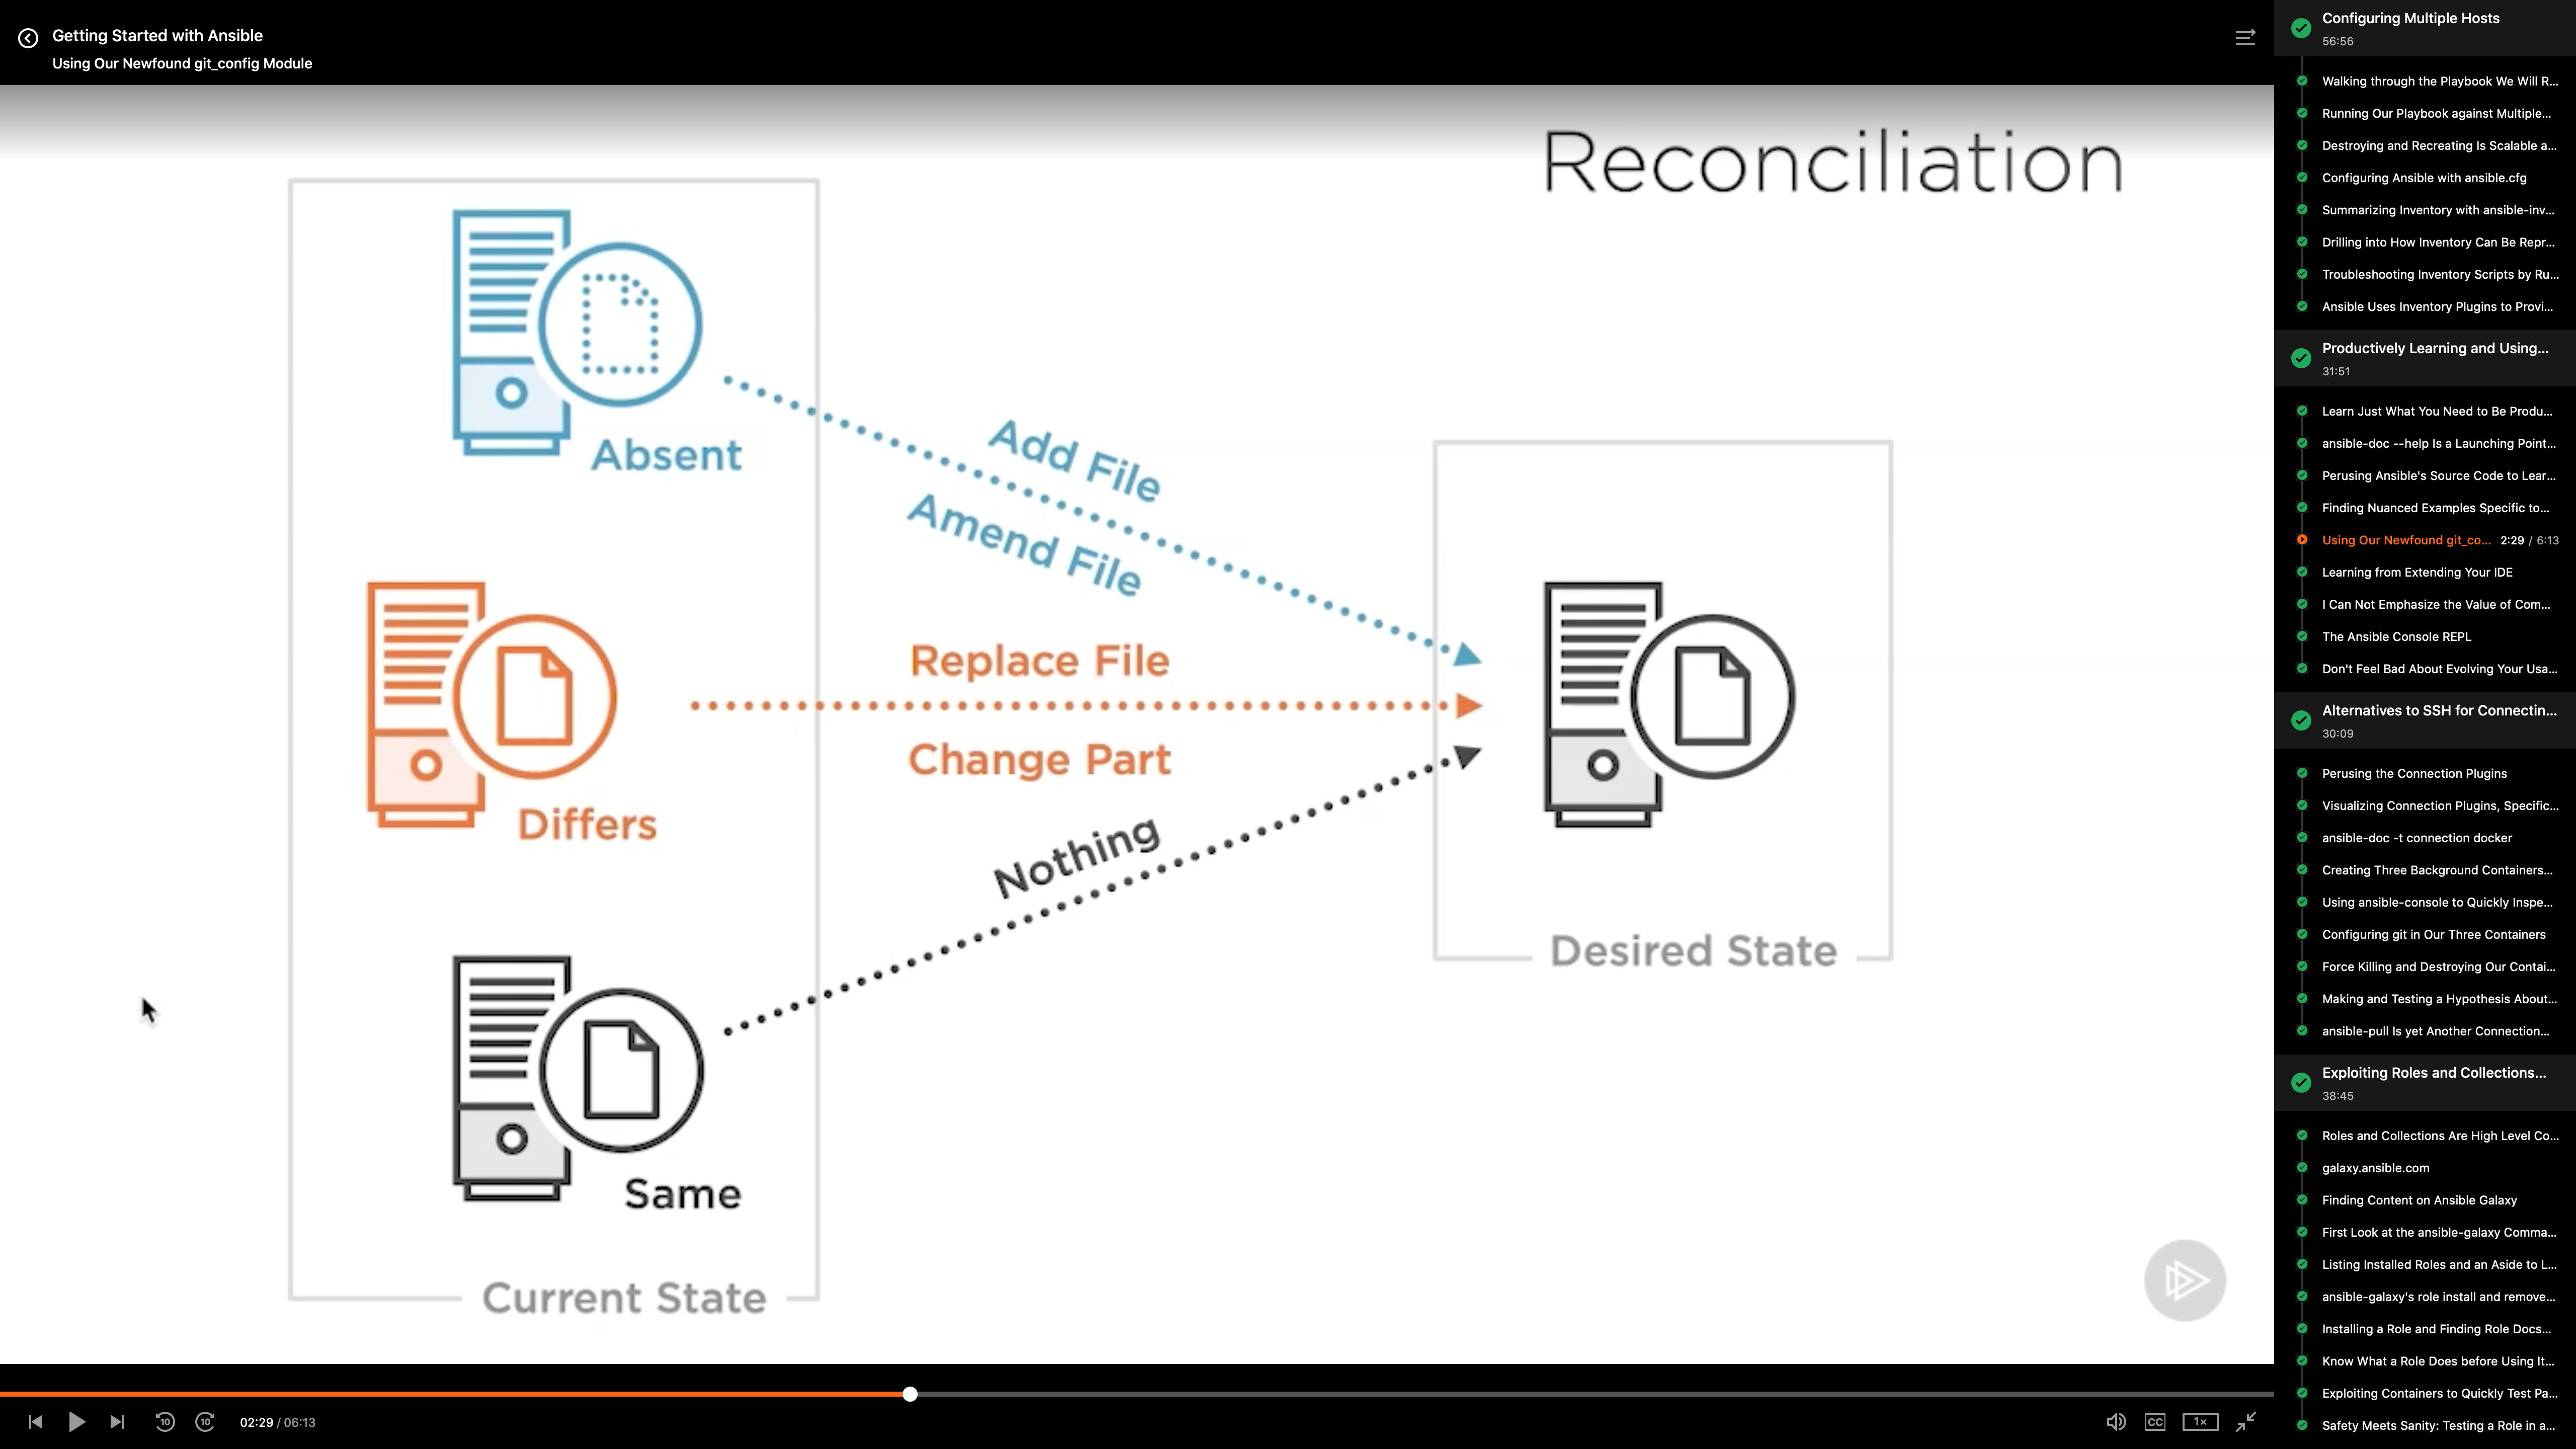 Getting Started with Ansible
Using Our Newfound git_config Module
Reconciliation
Absent
Add File
Amend File
Replace File
Change Part
Differs
Nothing
Desired State
Same
Current State
10
10
02:29 / 06:13
CC
1×
Configuring Multiple Hosts
56:56
Walking through the Playbook We Will R...
Running Our Playbook against Multiple...
Destroying and Recreating Is Scalable a...
Configuring Ansible with ansible.cfg
Summarizing Inventory with ansible-inv...
Drilling into How Inventory Can Be Repr...
Troubleshooting Inventory Scripts by Ru...
Ansible Uses Inventory Plugins to Provi...
Productively Learning and Using...
31:51
Learn Just What You Need to Be Produ...
ansible-doc --help Is a Launching Point...
Perusing Ansible's Source Code to Lear...
Finding Nuanced Examples Specific to...
Using Our Newfound git_co... 2:29 / 6:13
Learning from Extending Your IDE
I Can Not Emphasize the Value of Com...
The Ansible Console REPL
Don't Feel Bad About Evolving Your Usa...
Alternatives to SSH for Connectin...
30:09
Perusing the Connection Plugins
Visualizing Connection Plugins, Specific...
ansible-doc -t connection docker
Creating Three Background Containers...
Using ansible-console to Quickly Inspe...
Configuring git in Our Three Containers
Force Killing and Destroying Our Contai...
Making and Testing a Hypothesis About...
ansible-pull Is yet Another Connection...
Exploiting Roles and Collections...
38:45
Roles and Collections Are High Level Co...
galaxy.ansible.com
Finding Content on Ansible Galaxy
First Look at the ansible-galaxy Comma...
Listing Installed Roles and an Aside to L...
ansible-galaxy's role install and remove...
Installing a Role and Finding Role Docs...
Know What a Role Does before Using It...
Exploiting Containers to Quickly Test Pa...
Safety Meets Sanity: Testing a Role in a...